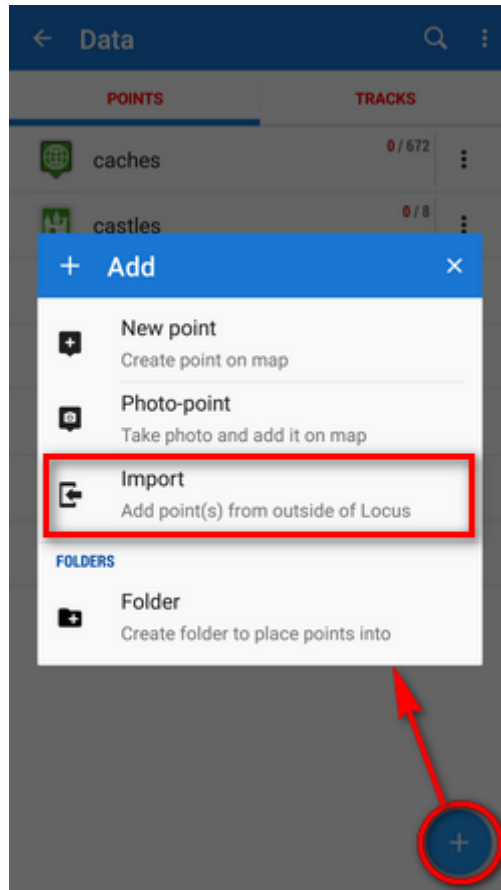 Data
POINTS TRACKS
caches 0 / 672
castles 0 / 8
+ Add ×
New point
Create point on map
Photo-point
Take photo and add it on map
Import
Add point(s) from outside of Locus
FOLDERS
Folder
Create folder to place points into
+